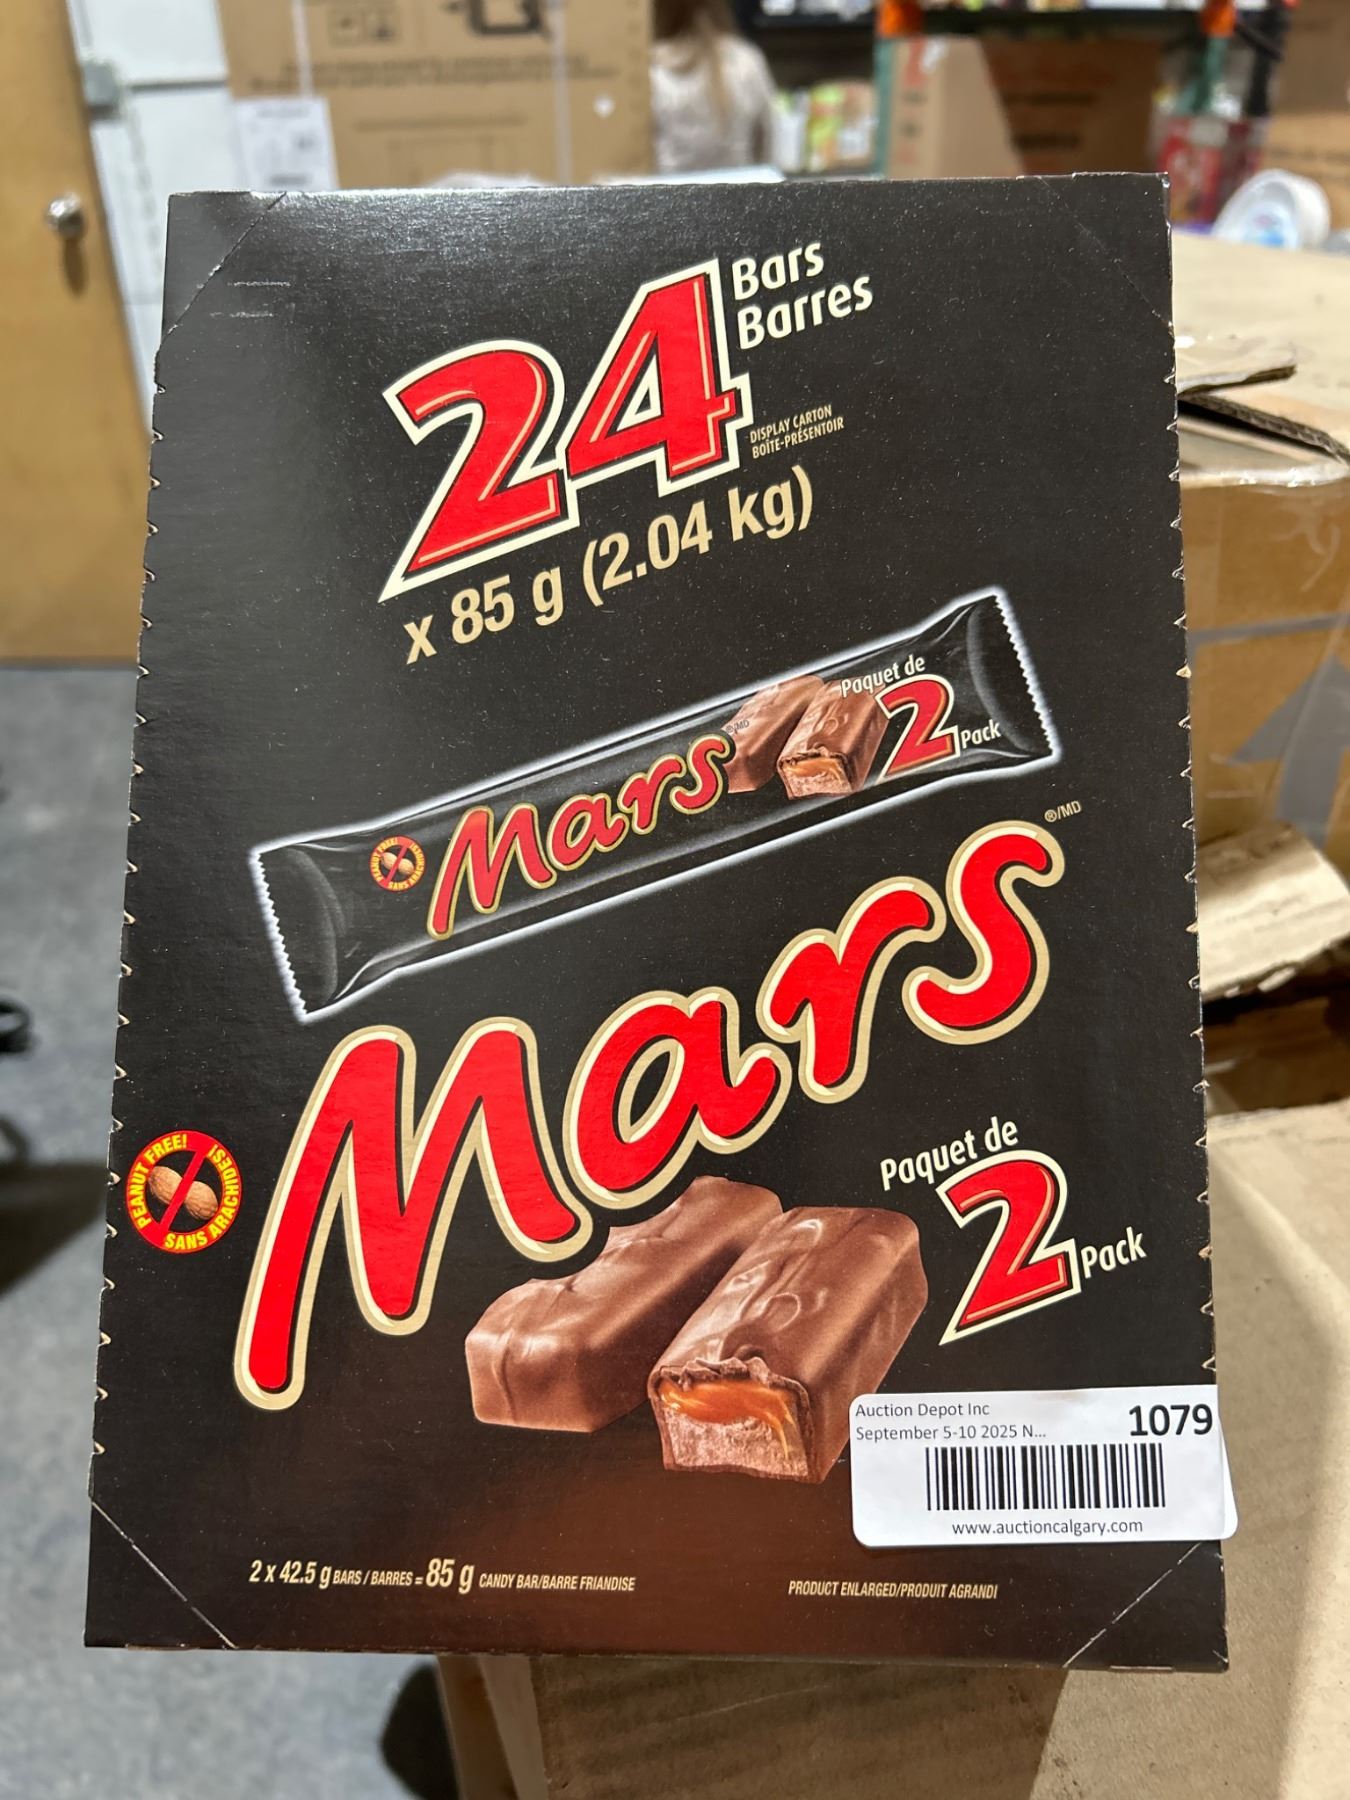 24
Bars
Barres
DISPLAY CARTON
BOÎTE-PRÉSENTOIR
x 85 g (2.04 kg)
PEANUT FREE!
SANS ARACHIDES!
Mars ®/MD
Paquet de
2 Pack
Mars ®/MD
PEANUT FREE!
SANS ARACHIDES!
Paquet de
2 Pack
Auction Depot Inc
September 5-10 2025 N...
1079
www.auctioncalgary.com
2 x 42.5 g BARS / BARRES = 85 g CANDY BAR/BARRE FRIANDISE
PRODUCT ENLARGED/PRODUIT AGRANDI